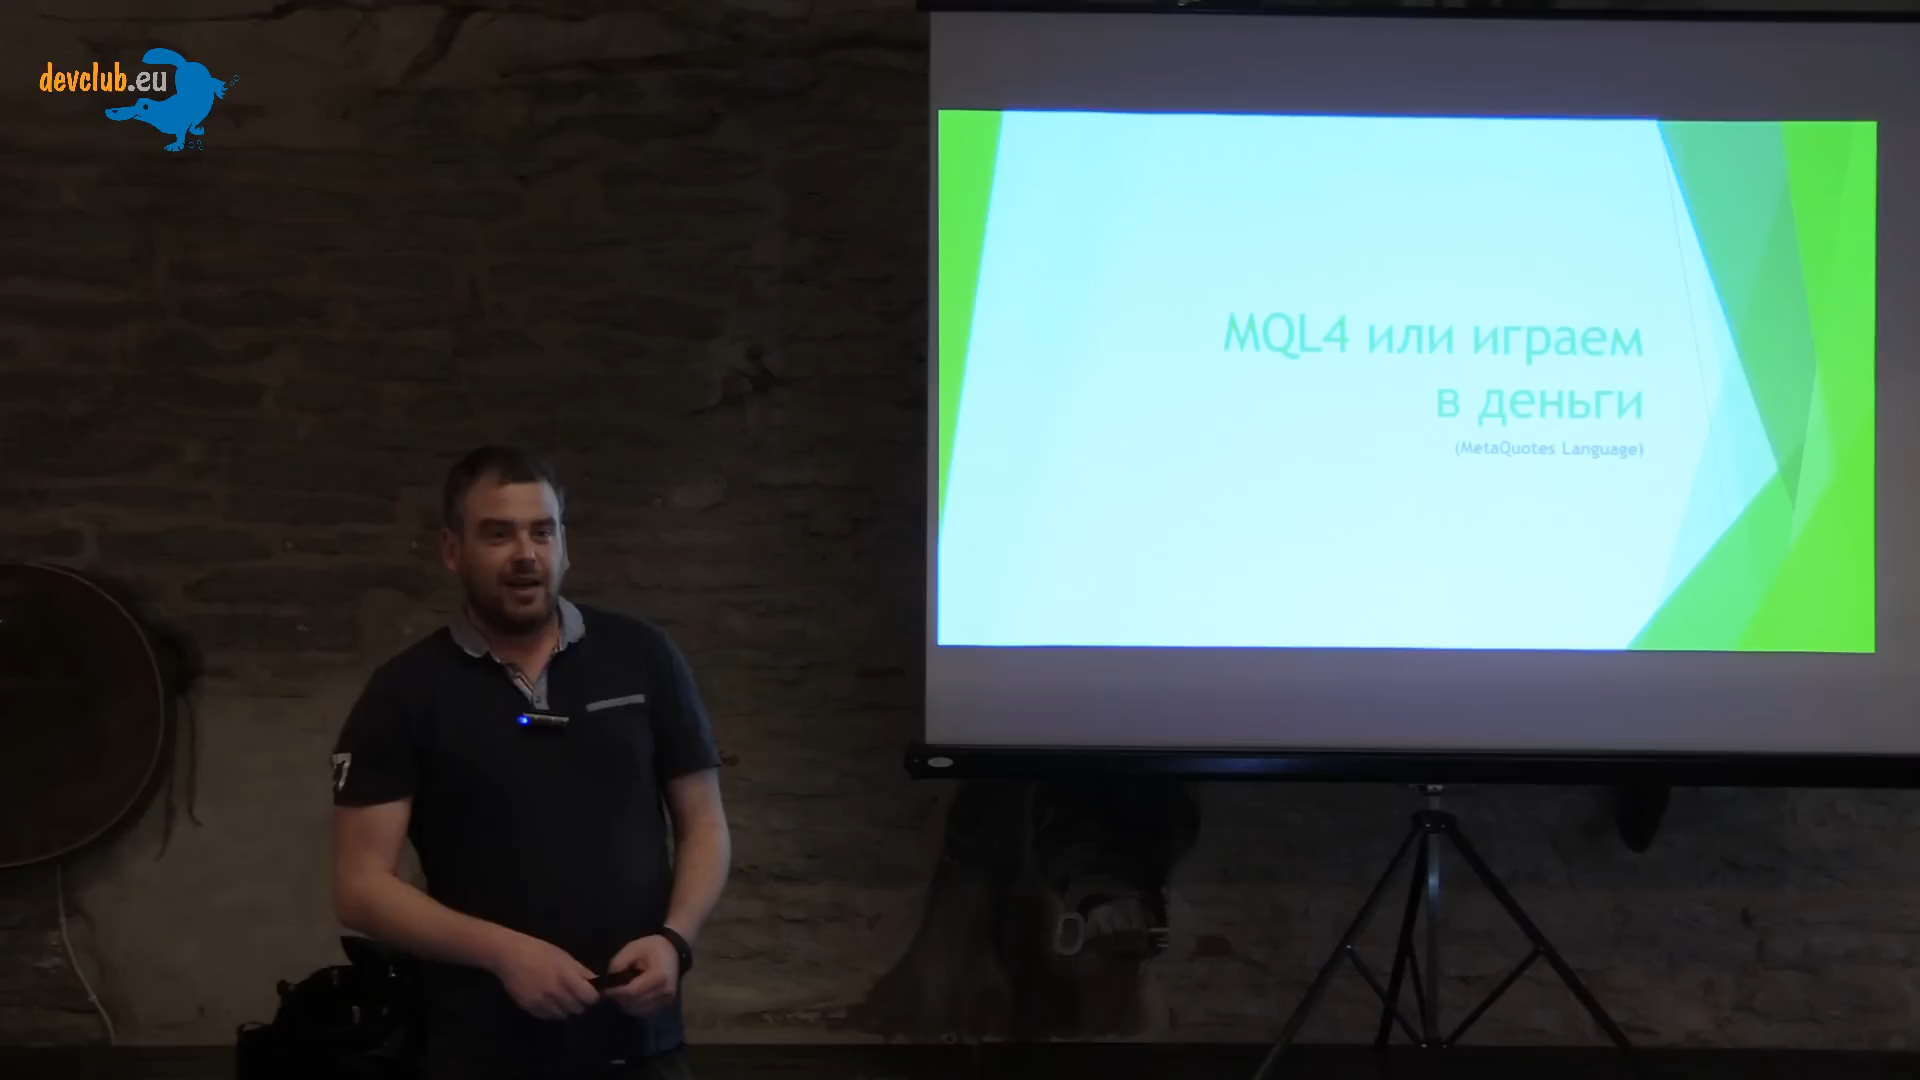 devclub.eu
MQL4 или играем
в деньги
(MetaQuotes Language)